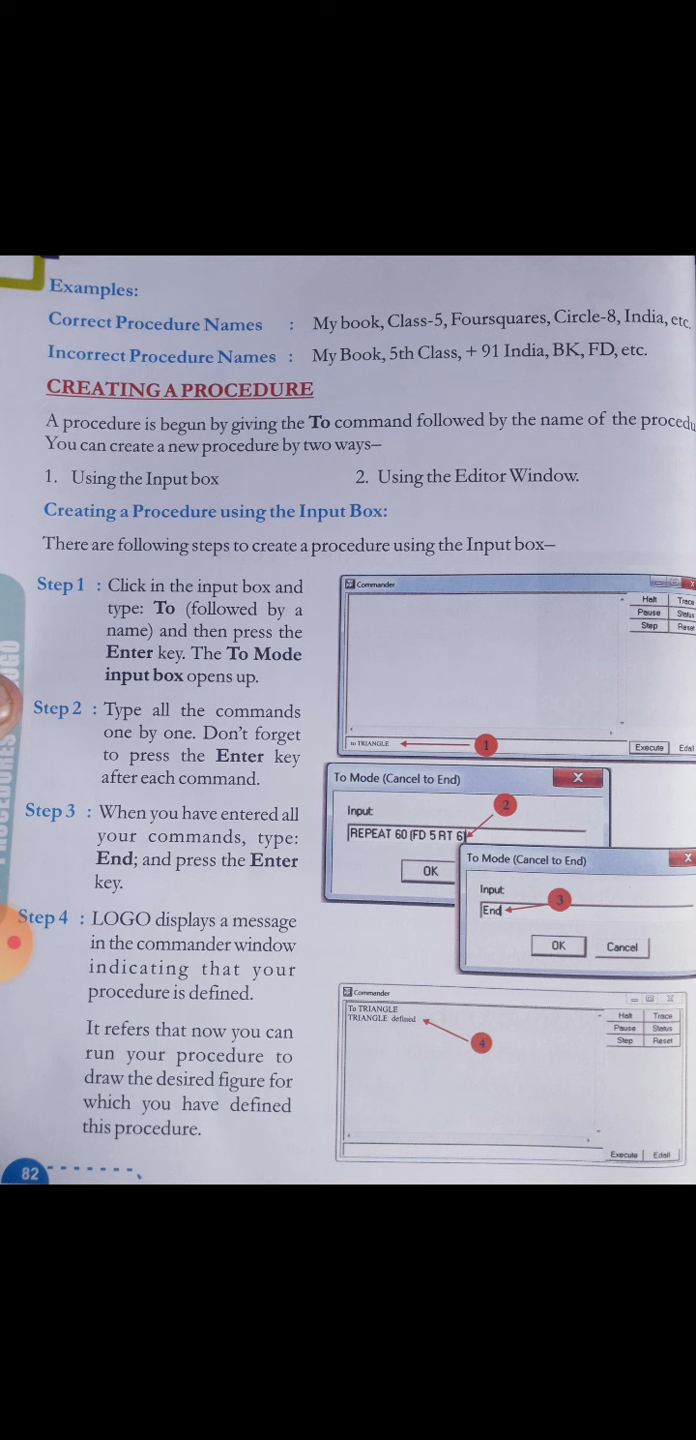 Examples:
Correct Procedure Names : My book, Class-5, Foursquares, Circle-8, India, etc.
Incorrect Procedure Names : My Book, 5th Class, + 91 India, BK, FD, etc.
CREATING A PROCEDURE
A procedure is begun by giving the To command followed by the name of the procedu
You can create a new procedure by two ways–
1. Using the Input box 2. Using the Editor Window.
Creating a Procedure using the Input Box:
There are following steps to create a procedure using the Input box–
Step 1 : Click in the input box and
type: To (followed by a
name) and then press the
Enter key. The To Mode
input box opens up.
Step 2 : Type all the commands
one by one. Don't forget
to press the Enter key
after each command.
Step 3 : When you have entered all
your commands, type:
End; and press the Enter
key.
Step 4 : LOGO displays a message
in the commander window
indicating that your
procedure is defined.
It refers that now you can
run your procedure to
draw the desired figure for
which you have defined
this procedure.
Commander
Halt Trace
Pause Status
Step Reset
to TRIANGLE
1
Execute Edall
To Mode (Cancel to End)
X
Input:
2
REPEAT 60 (FD 5 RT 6)
OK
To Mode (Cancel to End)
X
Input:
3
End
OK Cancel
Commander
To TRIANGLE
TRIANGLE defined
4
Halt Trace
Pause Status
Step Reset
Execute Edall
PROCEDURES
LOGO
82